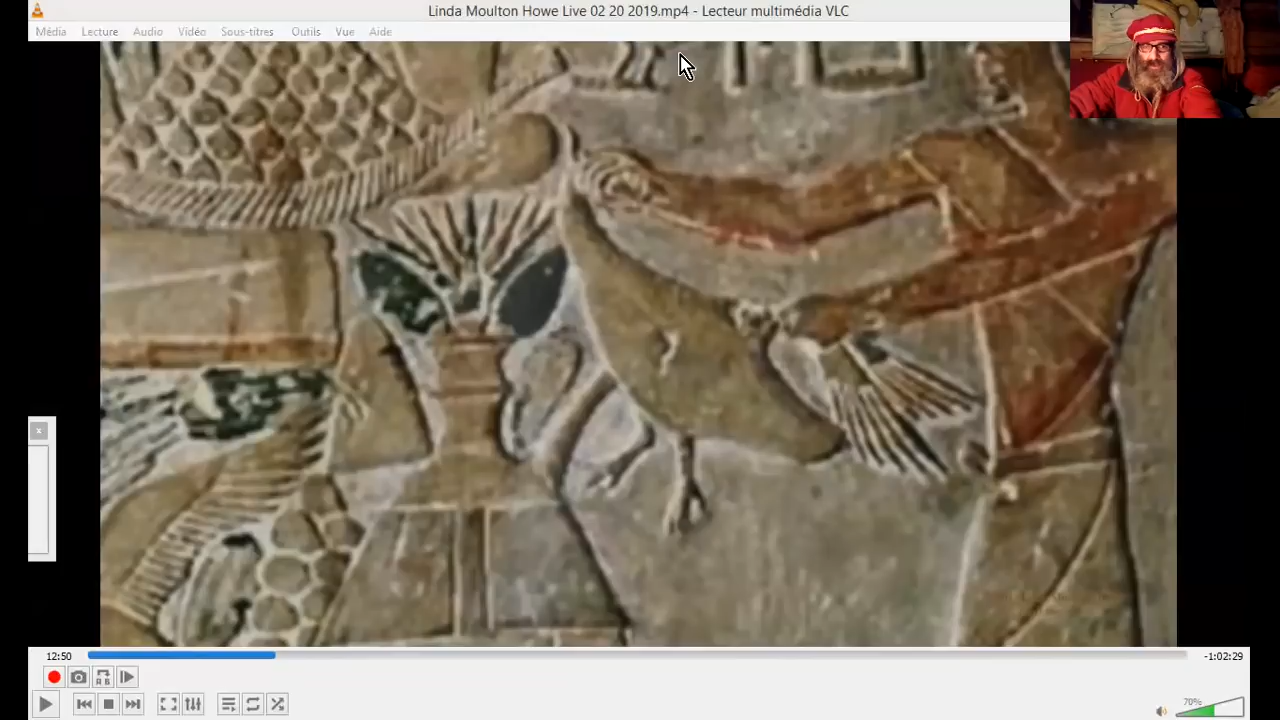 Linda Moulton Howe Live 02 20 2019.mp4 - Lecteur multimédia VLC
Média Lecture Audio Vidéo Sous-titres Outils Vue Aide
12:50
-1:02:29
70%